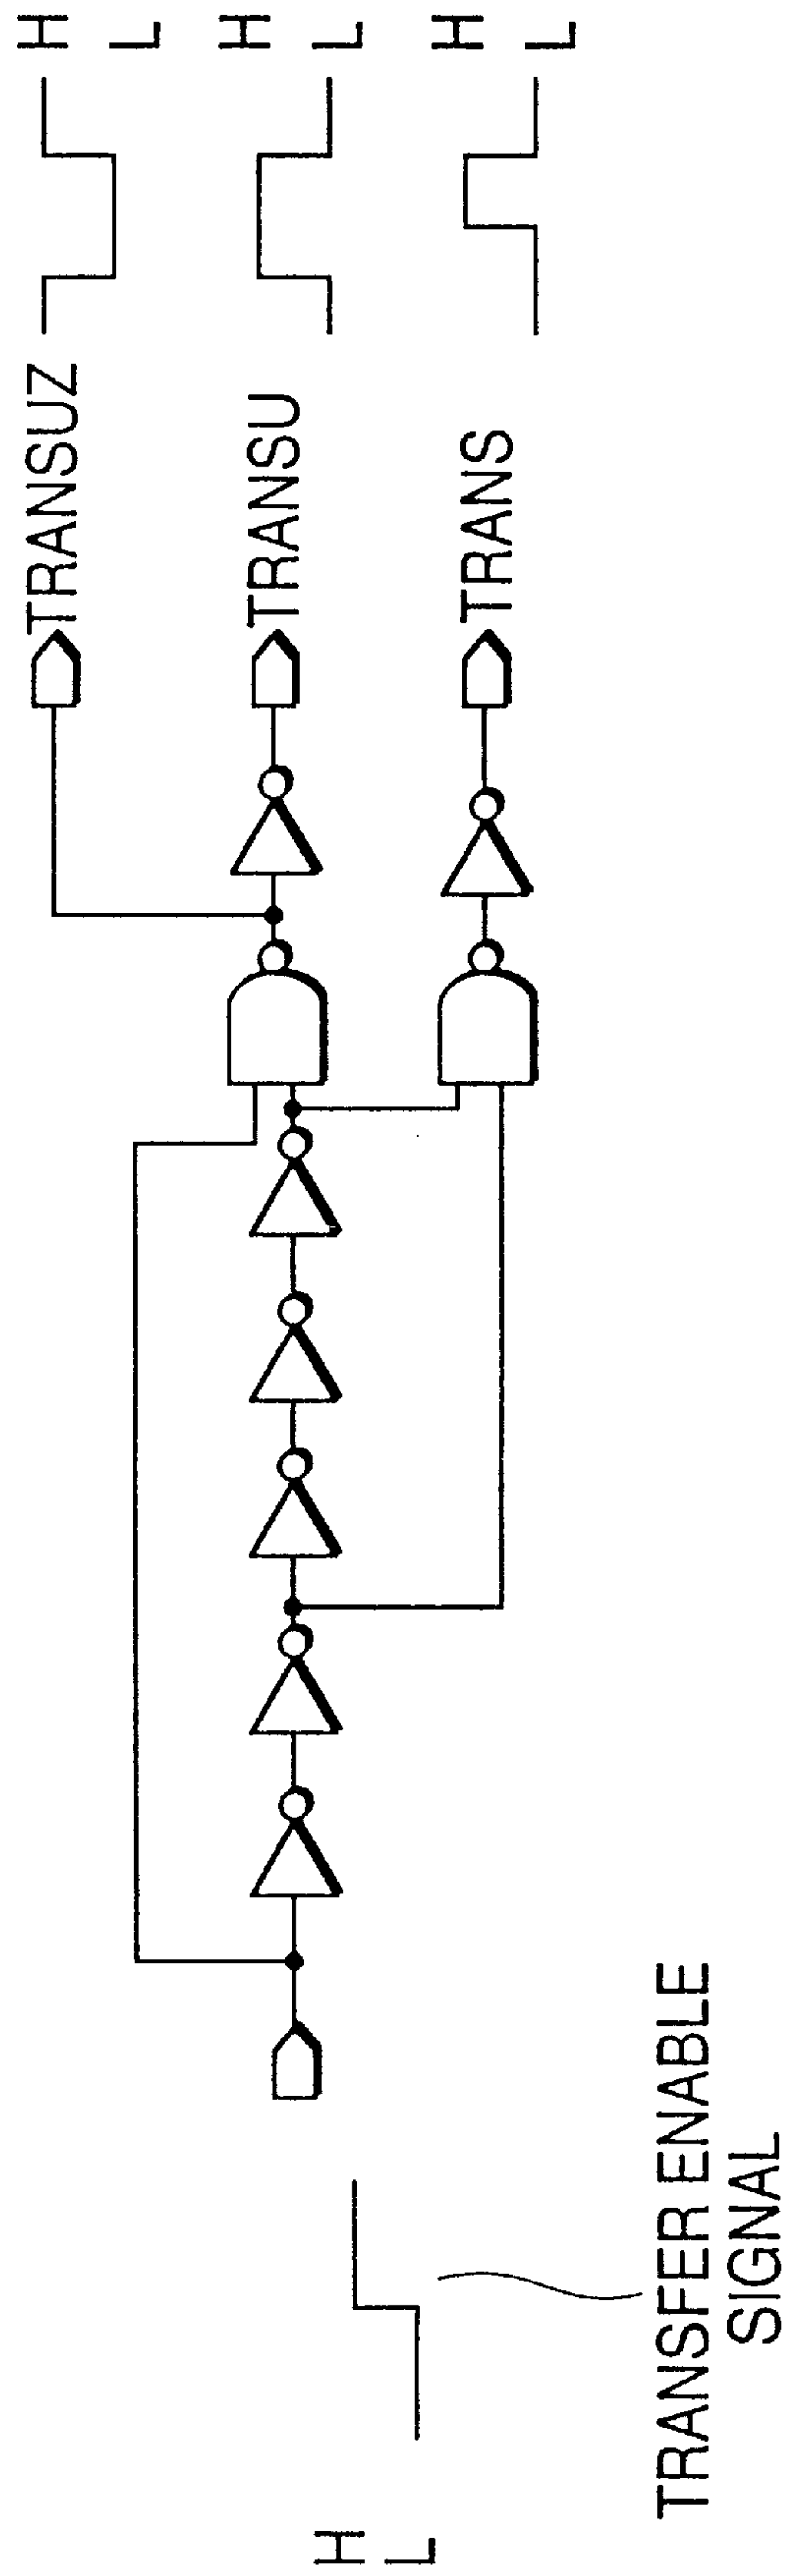 H
L
TRANSFER ENABLE
SIGNAL
TRANSUZ
H
L
TRANSU
H
L
TRANS
H
L